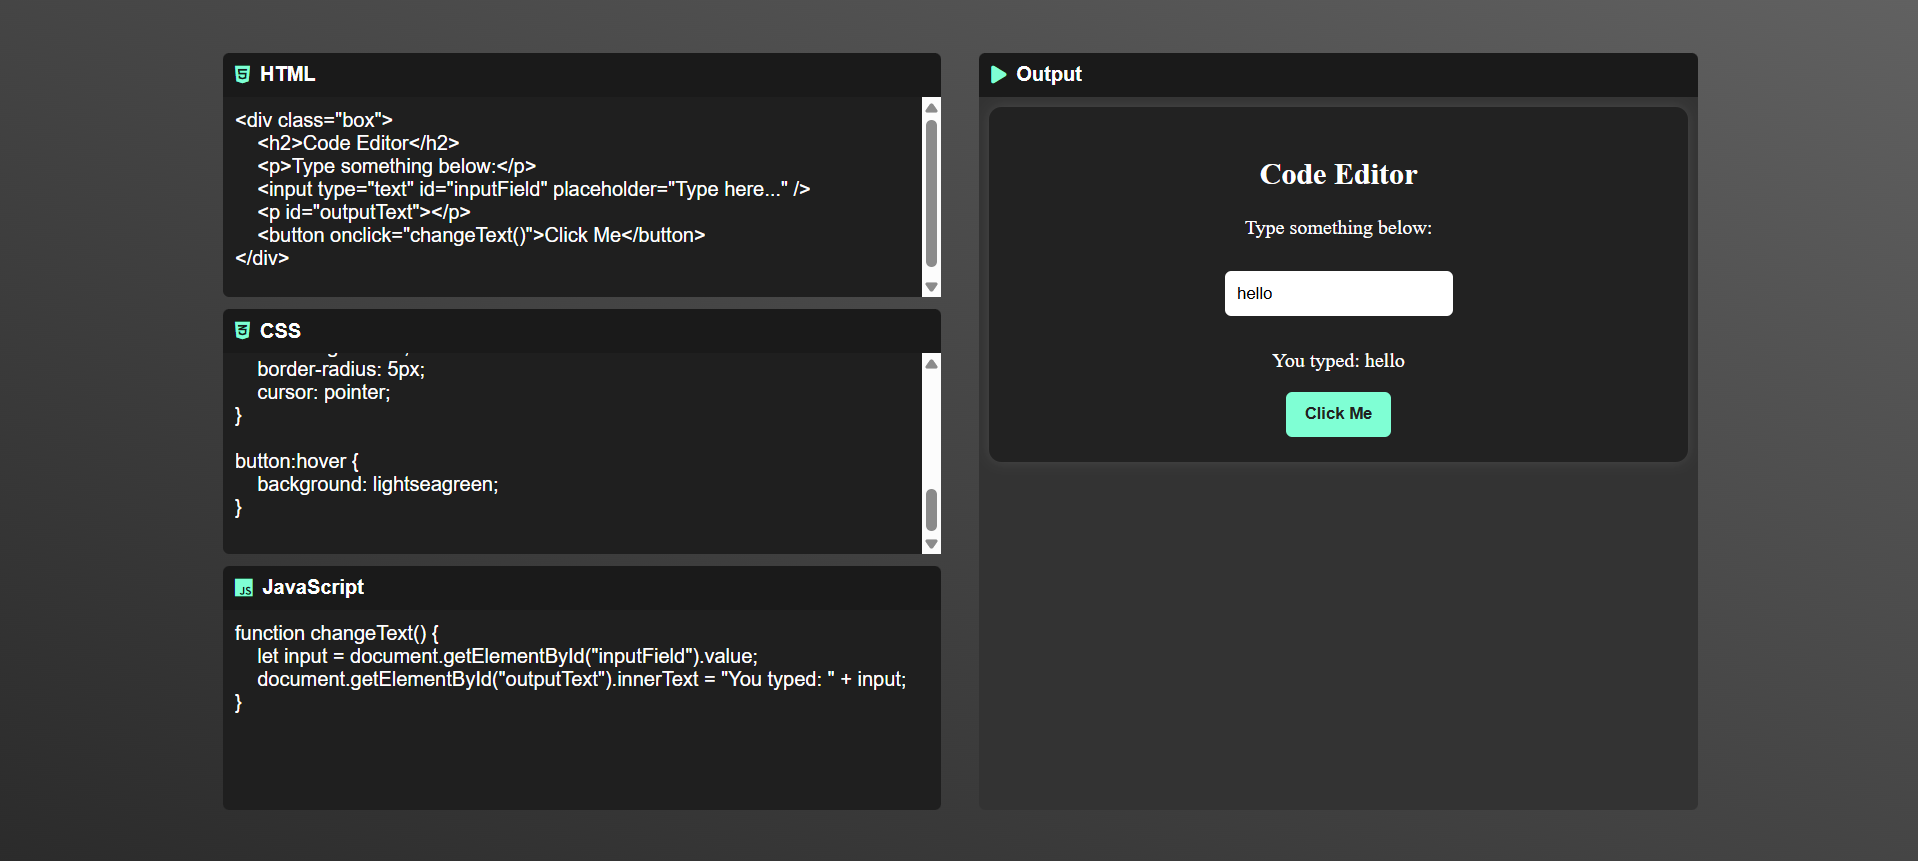 HTML
<div class="box">
    <h2>Code Editor</h2>
    <p>Type something below:</p>
    <input type="text" id="inputField" placeholder="Type here..." />
    <p id="outputText"></p>
    <button onclick="changeText()">Click Me</button>
</div>
CSS
    border-radius: 5px;
    cursor: pointer;
}
button:hover {
    background: lightseagreen;
}
JS JavaScript
function changeText() {
    let input = document.getElementById("inputField").value;
    document.getElementById("outputText").innerText = "You typed: " + input;
}
Output
Code Editor
Type something below:
hello
You typed: hello
Click Me